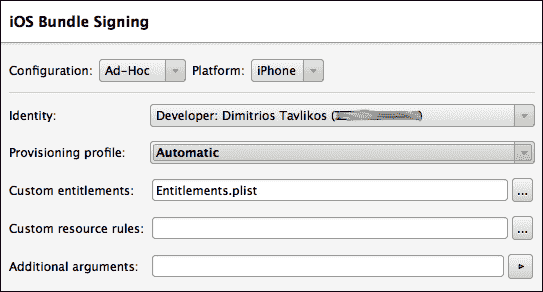 iOS Bundle Signing
Configuration: Ad-Hoc Platform: iPhone
Identity: Developer: Dimitrios Tavlikos ( )
Provisioning profile: Automatic
Custom entitlements: Entitlements.plist ...
Custom resource rules: ...
Additional arguments: